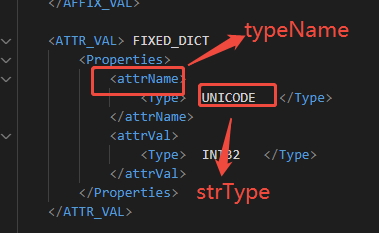 </AFFIX_VAL>
<ATTR_VAL> FIXED_DICT
typeName
<Properties>
<attrName>
<Type> UNICODE </Type>
</attrName>
<attrVal>
<Type> INT32 </Type>
</attrVal>
strType
</Properties>
</ATTR_VAL>